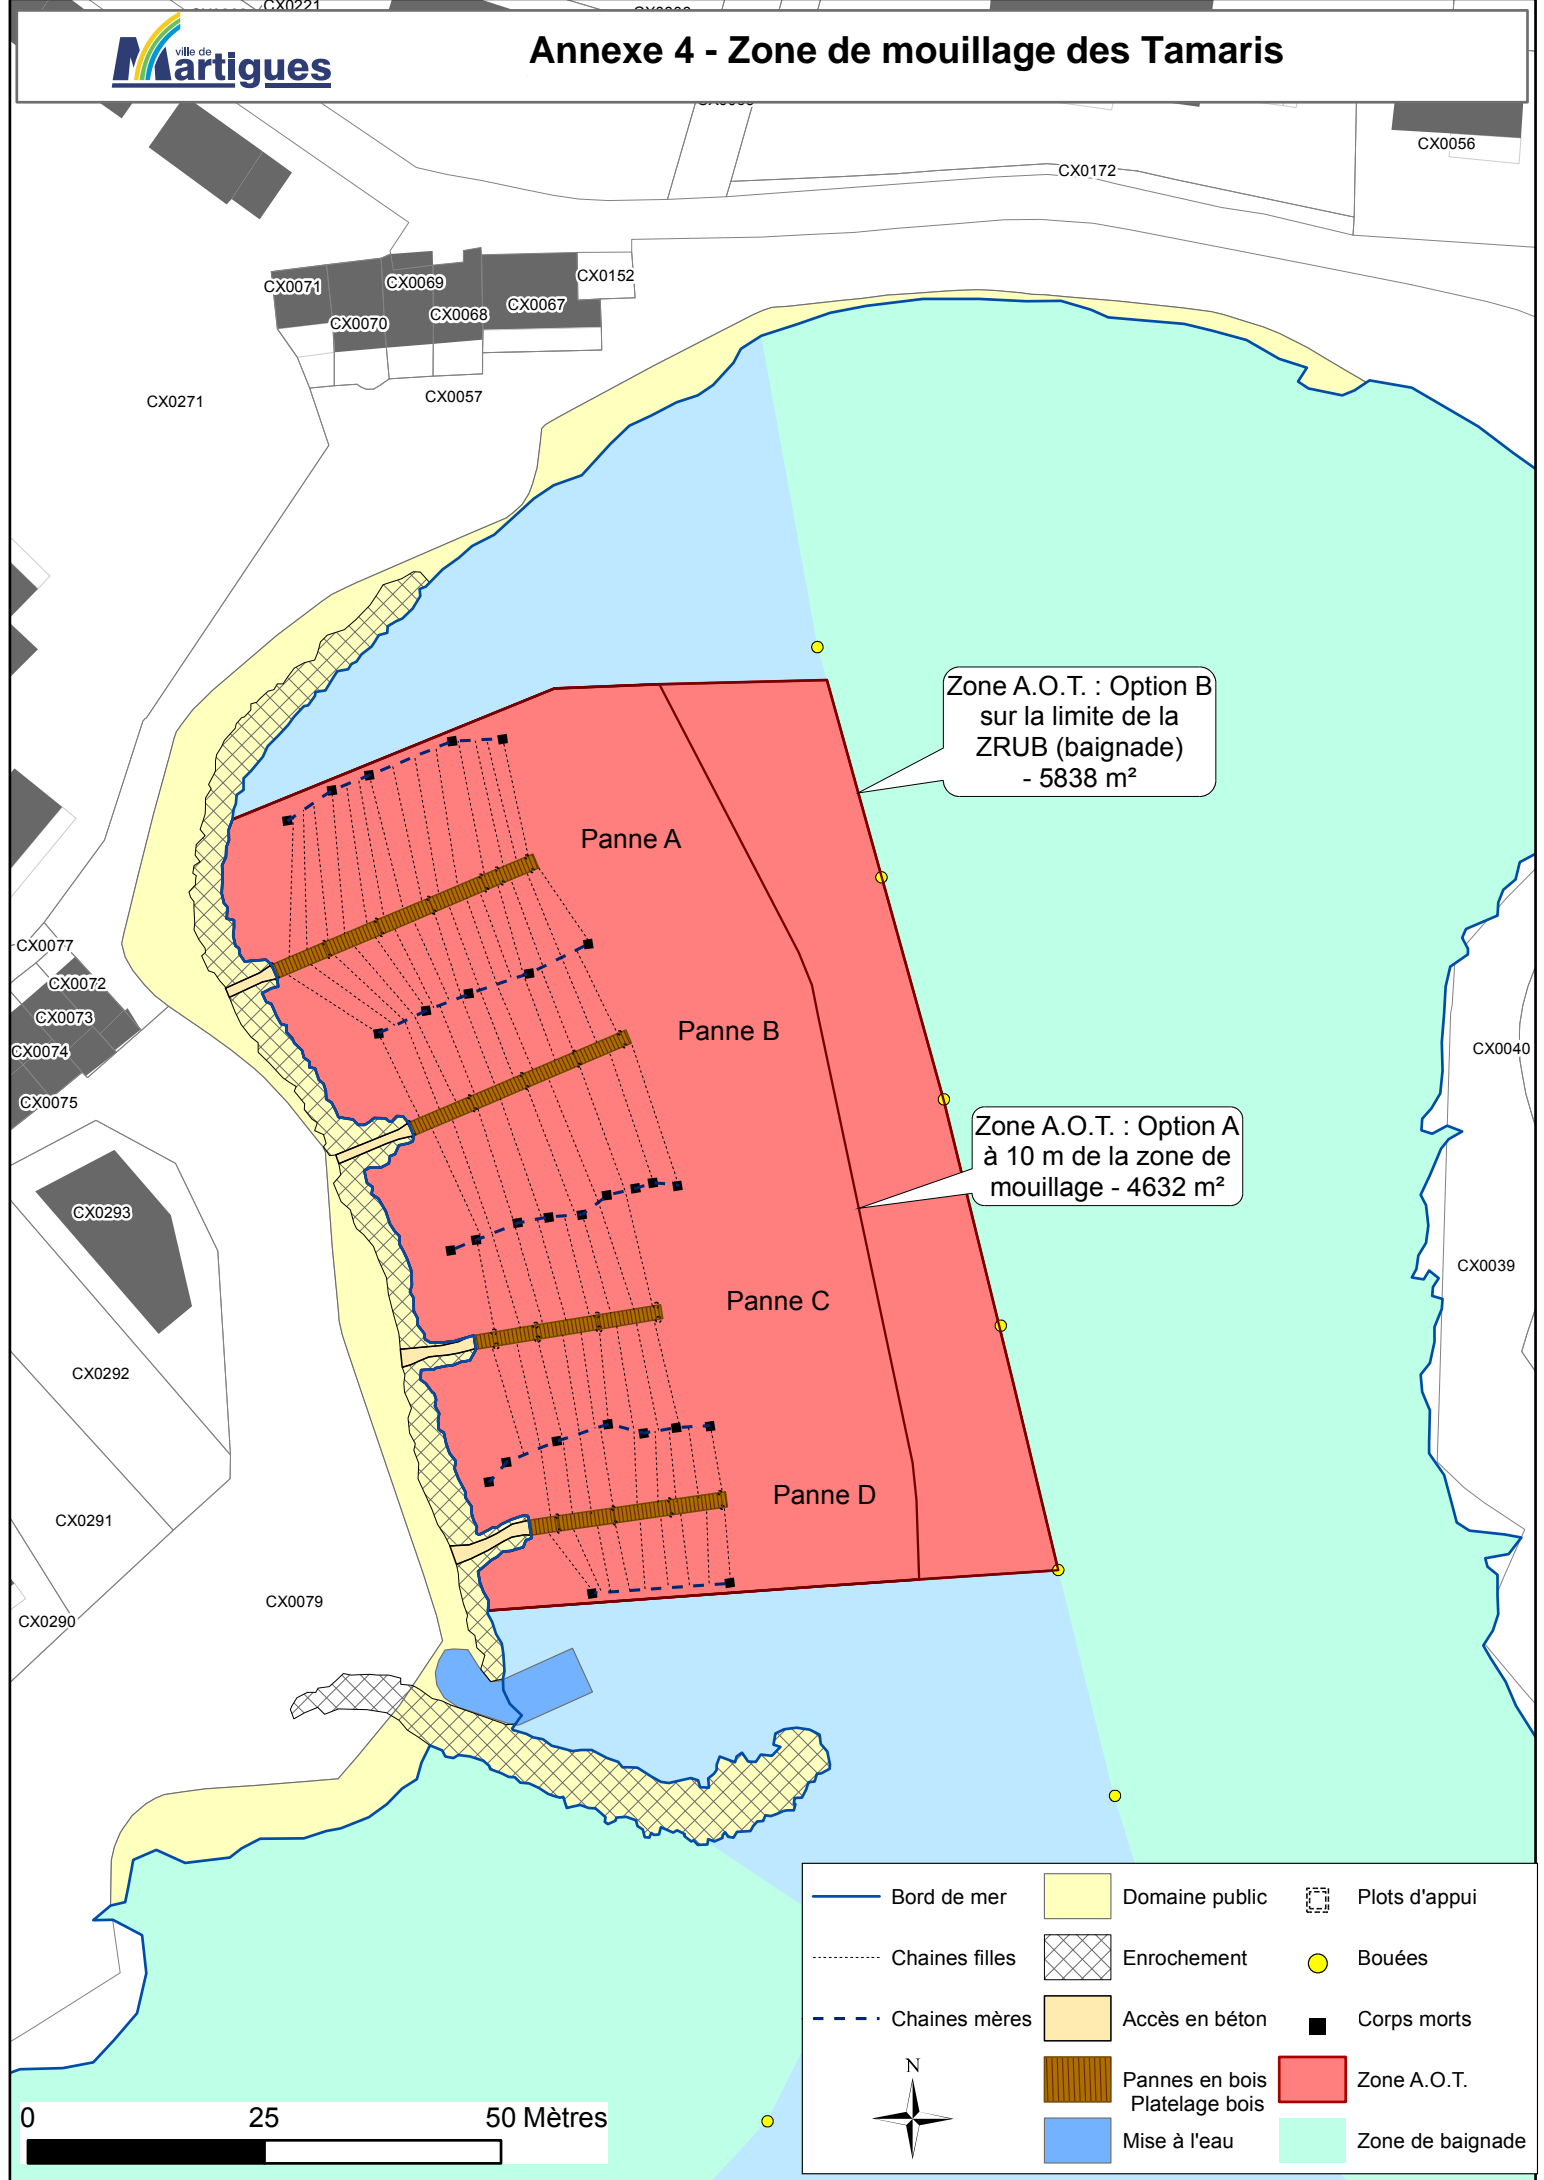 CX0221
ville de
Martigues
Annexe 4 - Zone de mouillage des Tamaris
CX0056
CX0172
CX0152
CX0071
CX0069
CX0067
CX0070
CX0068
CX0057
CX0271
Zone A.O.T. : Option B
sur la limite de la
ZRUB (baignade)
- 5838 m²
Panne A
CX0077
CX0072
CX0073
CX0074
CX0075
Panne B
CX0040
Zone A.O.T. : Option A
à 10 m de la zone de
mouillage - 4632 m²
CX0293
CX0039
Panne C
CX0292
Panne D
CX0291
CX0290
CX0079
Bord de mer
Domaine public
Plots d'appui
Chaines filles
Enrochement
Bouées
Chaines mères
Accès en béton
Corps morts
N
Pannes en bois
Platelage bois
Zone A.O.T.
Mise à l'eau
Zone de baignade
0 25 50 Mètres